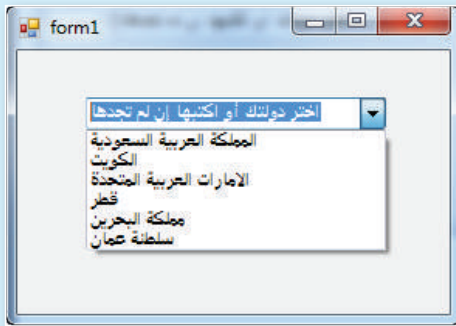 form1
اختر دولتك أو اكتبها إن لم تجدها
المملكة العربية السعودية
الكويت
الامارات العربية المتحدة
قطر
مملكة البحرين
سلطنة عمان